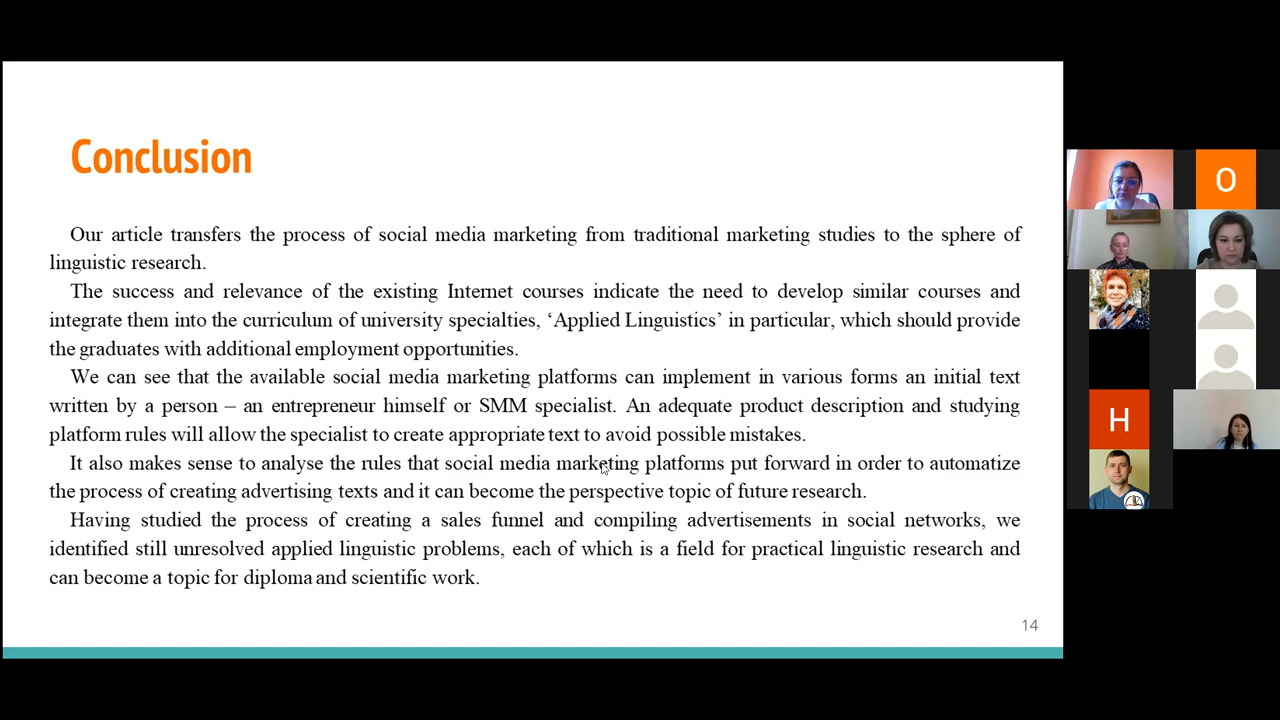 Conclusion
Our article transfers the process of social media marketing from traditional marketing studies to the sphere of
linguistic research.
The success and relevance of the existing Internet courses indicate the need to develop similar courses and
integrate them into the curriculum of university specialties, ‘Applied Linguistics’ in particular, which should provide
the graduates with additional employment opportunities.
We can see that the available social media marketing platforms can implement in various forms an initial text
written by a person – an entrepreneur himself or SMM specialist. An adequate product description and studying
platform rules will allow the specialist to create appropriate text to avoid possible mistakes.
It also makes sense to analyse the rules that social media marketing platforms put forward in order to automatize
the process of creating advertising texts and it can become the perspective topic of future research.
Having studied the process of creating a sales funnel and compiling advertisements in social networks, we
identified still unresolved applied linguistic problems, each of which is a field for practical linguistic research and
can become a topic for diploma and scientific work.
14
O
H